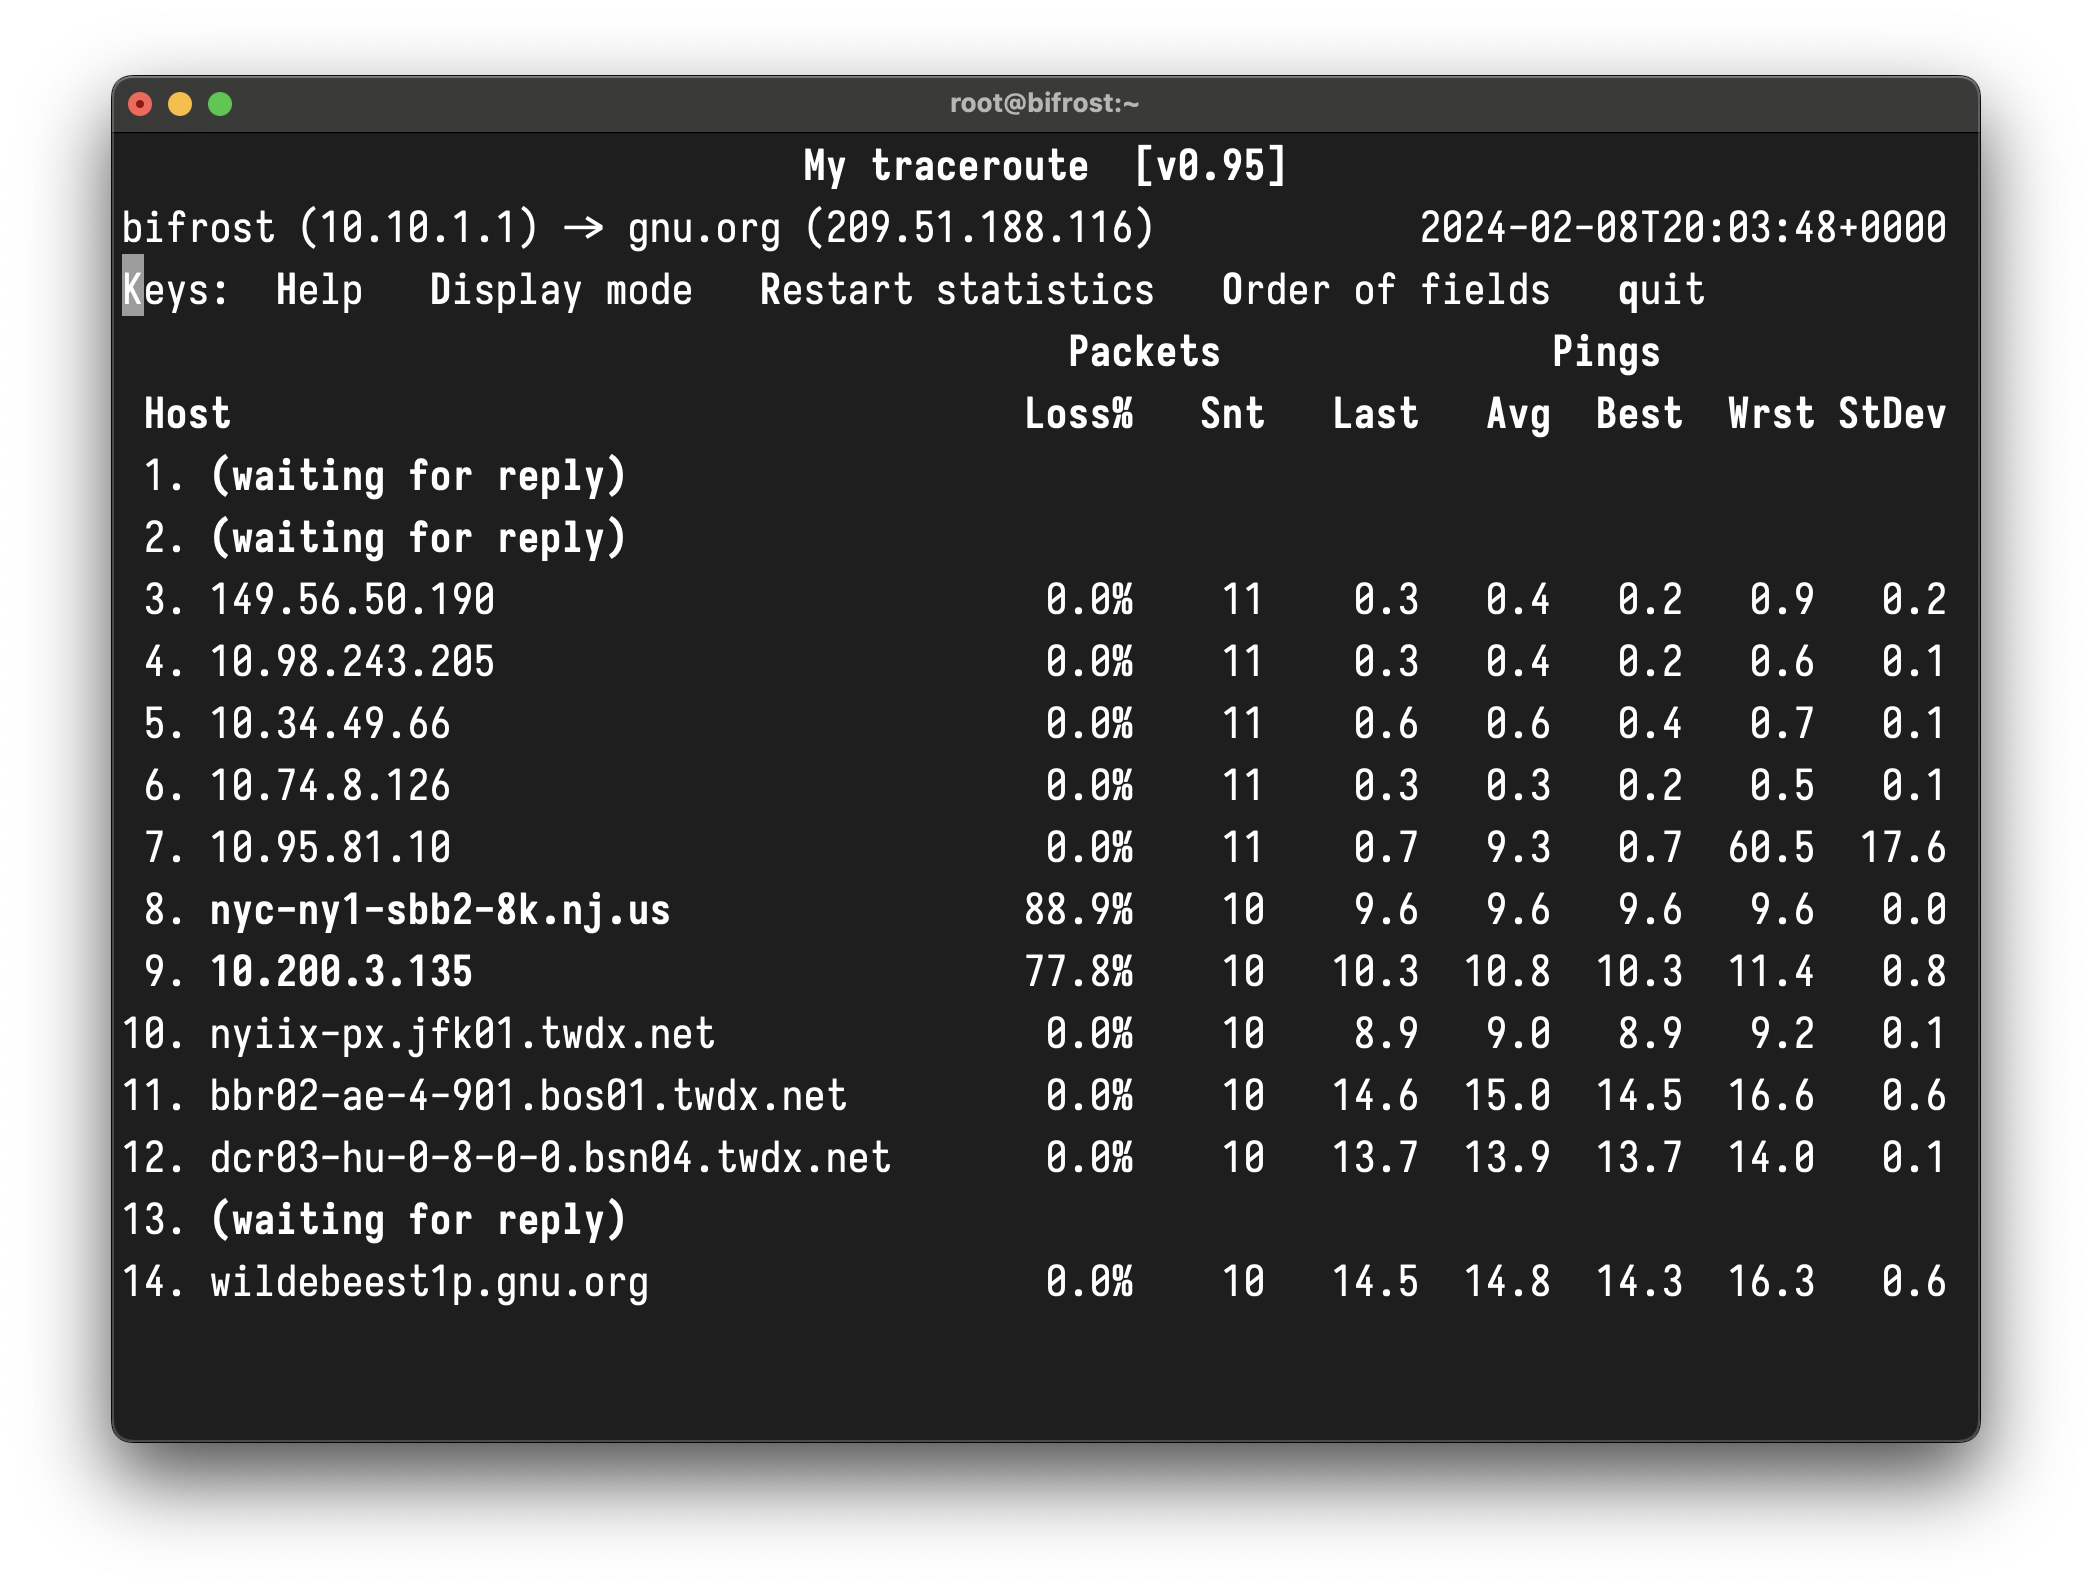 root@bifrost:~
My traceroute  [v0.95]
bifrost (10.10.1.1) -> gnu.org (209.51.188.116)            2024-02-08T20:03:48+0000
Keys:  Help   Display mode   Restart statistics   Order of fields   quit
                                           Packets               Pings
 Host                                    Loss%   Snt   Last   Avg  Best  Wrst StDev
 1. (waiting for reply)
 2. (waiting for reply)
 3. 149.56.50.190                         0.0%    11    0.3   0.4   0.2   0.9   0.2
 4. 10.98.243.205                         0.0%    11    0.3   0.4   0.2   0.6   0.1
 5. 10.34.49.66                           0.0%    11    0.6   0.6   0.4   0.7   0.1
 6. 10.74.8.126                           0.0%    11    0.3   0.3   0.2   0.5   0.1
 7. 10.95.81.10                           0.0%    11    0.7   9.3   0.7  60.5  17.6
 8. nyc-ny1-sbb2-8k.nj.us                88.9%    10    9.6   9.6   9.6   9.6   0.0
 9. 10.200.3.135                         77.8%    10   10.3  10.8  10.3  11.4   0.8
10. nyiix-px.jfk01.twdx.net               0.0%    10    8.9   9.0   8.9   9.2   0.1
11. bbr02-ae-4-901.bos01.twdx.net         0.0%    10   14.6  15.0  14.5  16.6   0.6
12. dcr03-hu-0-8-0-0.bsn04.twdx.net       0.0%    10   13.7  13.9  13.7  14.0   0.1
13. (waiting for reply)
14. wildebeest1p.gnu.org                  0.0%    10   14.5  14.8  14.3  16.3   0.6